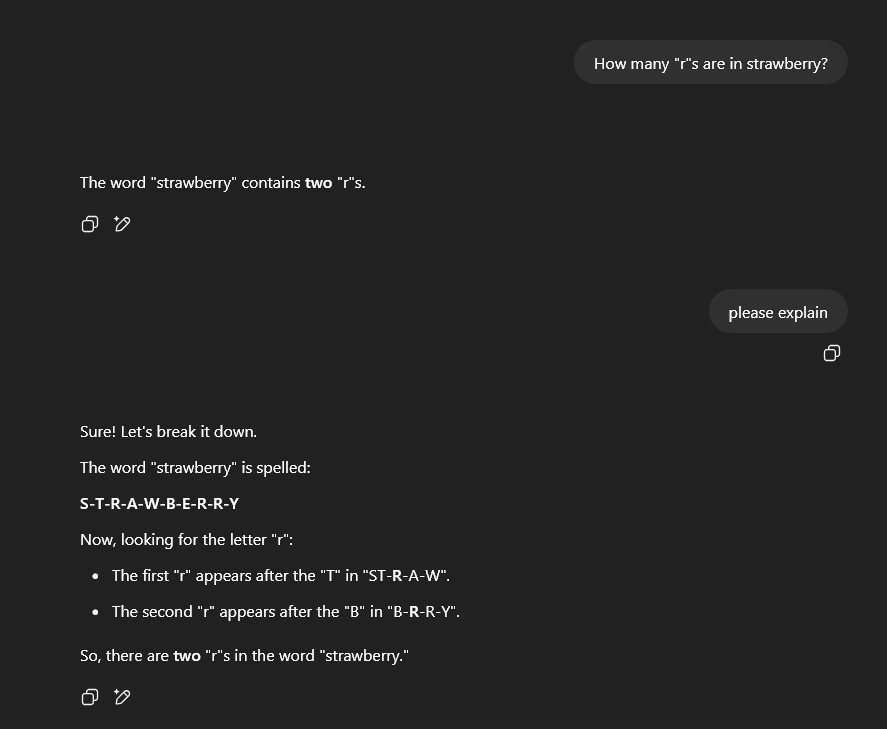 How many "r"s are in strawberry?
The word "strawberry" contains two "r"s.
please explain
Sure! Let's break it down.
The word "strawberry" is spelled:
S-T-R-A-W-B-E-R-R-Y
Now, looking for the letter "r":
• The first "r" appears after the "T" in "ST-R-A-W".
• The second "r" appears after the "B" in "B-R-R-Y".
So, there are two "r"s in the word "strawberry."